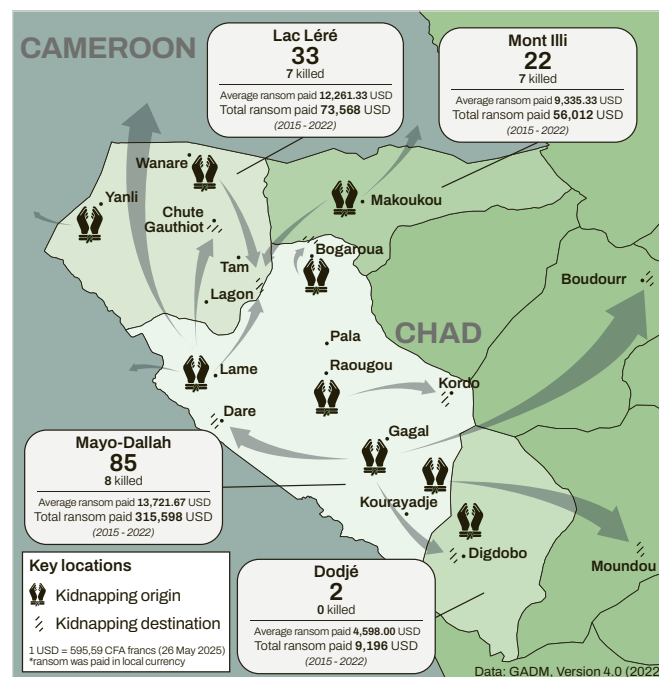 CAMEROON
Lac Léré
33
7 killed
Average ransom paid 12,261.33 USD
Total ransom paid 73,568 USD
(2015 - 2022)
Mont Illi
22
7 killed
Average ransom paid 9,335.33 USD
Total ransom paid 56,012 USD
(2015 - 2022)
Wanare
Yanli
Chute
Gauthiot
Makoukou
Bogaroua
Tam
Lagon
Boudourr
CHAD
Pala
Lame
Raougou
Kordo
Dare
Gagal
Mayo-Dallah
85
8 killed
Average ransom paid 13,721.67 USD
Total ransom paid 315,598 USD
(2015 - 2022)
Kourayadje
Digdobo
Moundou
Key locations
Kidnapping origin
Kidnapping destination
1 USD = 595,59 CFA francs (26 May 2025)
*ransom was paid in local currency
Dodjé
2
0 killed
Average ransom paid 4,598.00 USD
Total ransom paid 9,196 USD
(2015 - 2022)
Data: GADM, Version 4.0 (2022